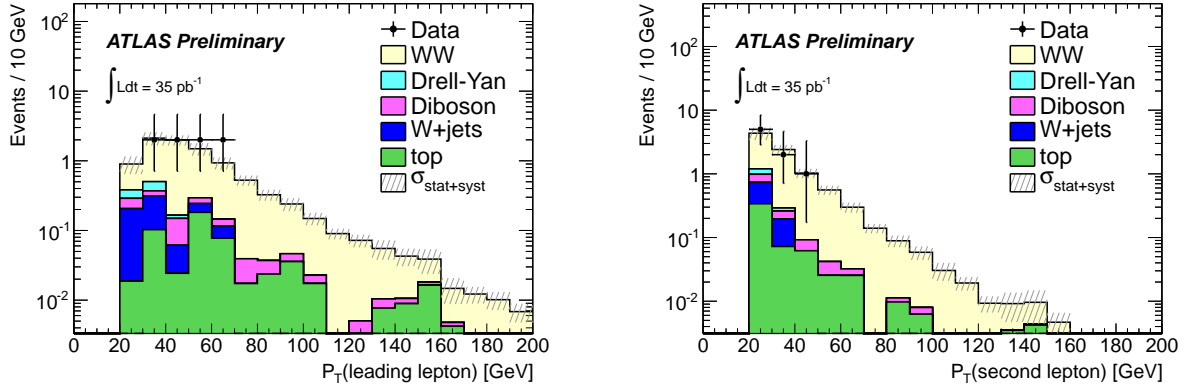 Events / 10 GeV
10²
10
1
10⁻¹
10⁻²
ATLAS Preliminary
∫ Ldt = 35 pb⁻¹
Data
WW
Drell-Yan
Diboson
W+jets
top
σ stat+syst
0 20 40 60 80 100 120 140 160 180 200
P_T(leading lepton) [GeV]
Events / 10 GeV
10²
10
1
10⁻¹
10⁻²
ATLAS Preliminary
∫ Ldt = 35 pb⁻¹
Data
WW
Drell-Yan
Diboson
W+jets
top
σ stat+syst
0 20 40 60 80 100 120 140 160 180 200
P_T(second lepton) [GeV]